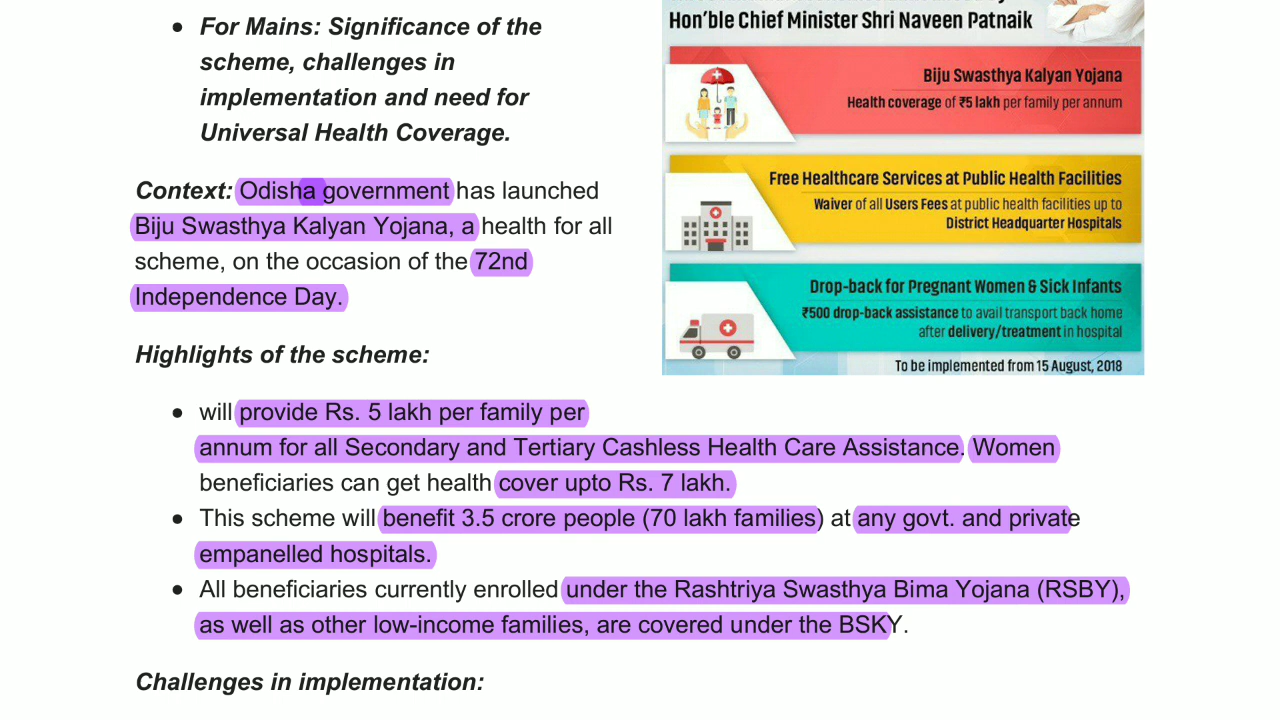 ● For Mains: Significance of the
scheme, challenges in
implementation and need for
Universal Health Coverage.
Context: Odisha government has launched
Biju Swasthya Kalyan Yojana, a health for all
scheme, on the occasion of the 72nd
Independence Day.
Hon'ble Chief Minister Shri Naveen Patnaik
Biju Swasthya Kalyan Yojana
Health coverage of ₹5 lakh per family per annum
Free Healthcare Services at Public Health Facilities
Waiver of all Users Fees at public health facilities up to
District Headquarter Hospitals
Drop-back for Pregnant Women & Sick Infants
₹500 drop-back assistance to avail transport back home
after delivery/treatment in hospital
To be implemented from 15 August, 2018
Highlights of the scheme:
● will provide Rs. 5 lakh per family per
annum for all Secondary and Tertiary Cashless Health Care Assistance. Women
beneficiaries can get health cover upto Rs. 7 lakh.
● This scheme will benefit 3.5 crore people (70 lakh families) at any govt. and private
empanelled hospitals.
● All beneficiaries currently enrolled under the Rashtriya Swasthya Bima Yojana (RSBY),
as well as other low-income families, are covered under the BSKY.
Challenges in implementation: